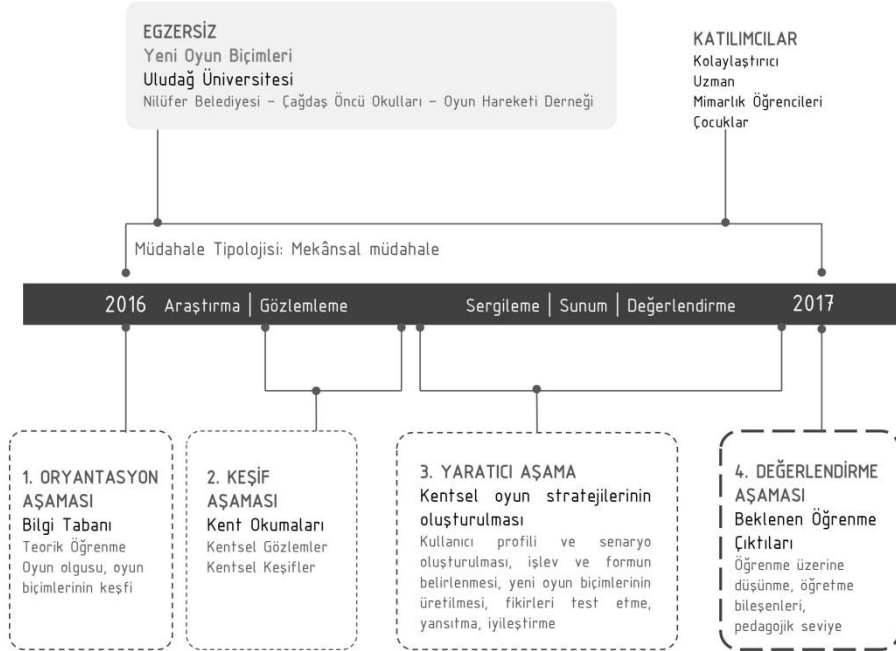 EGZERSİZ
Yeni Oyun Biçimleri
Uludağ Üniversitesi
Nilüfer Belediyesi – Çağdaş Öncü Okulları – Oyun Hareketi Derneği
KATILIMCILAR
Kolaylaştırıcı
Uzman
Mimarlık Öğrencileri
Çocuklar
Müdahale Tipolojisi: Mekânsal müdahale
2016 Araştırma | Gözlemleme Sergileme | Sunum | Değerlendirme 2017
1. ORYANTASYON
AŞAMASI
Bilgi Tabanı
Teorik Öğrenme
Oyun olgusu, oyun
biçimlerinin keşfi
2. KEŞİF
AŞAMASI
Kent Okumaları
Kentsel Gözlemler
Kentsel Keşifler
3. YARATICI AŞAMA
Kentsel oyun stratejilerinin
oluşturulması
Kullanıcı profili ve senaryo
oluşturulması, işlev ve formun
belirlenmesi, yeni oyun biçimlerinin
üretilmesi, fikirleri test etme,
yansıtma, iyileştirme
4. DEĞERLENDİRME
AŞAMASI
Beklenen Öğrenme
Çıktıları
Öğrenme üzerine
düşünme, öğretme
bileşenleri,
pedagojik seviye